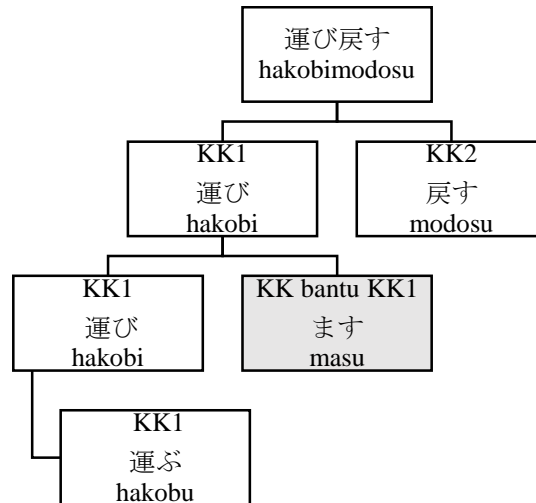 運び戻す
hakobimodosu
KK1
運び
hakobi
KK2
戻す
modosu
KK1
運び
hakobi
KK bantu KK1
ます
masu
KK1
運ぶ
hakobu